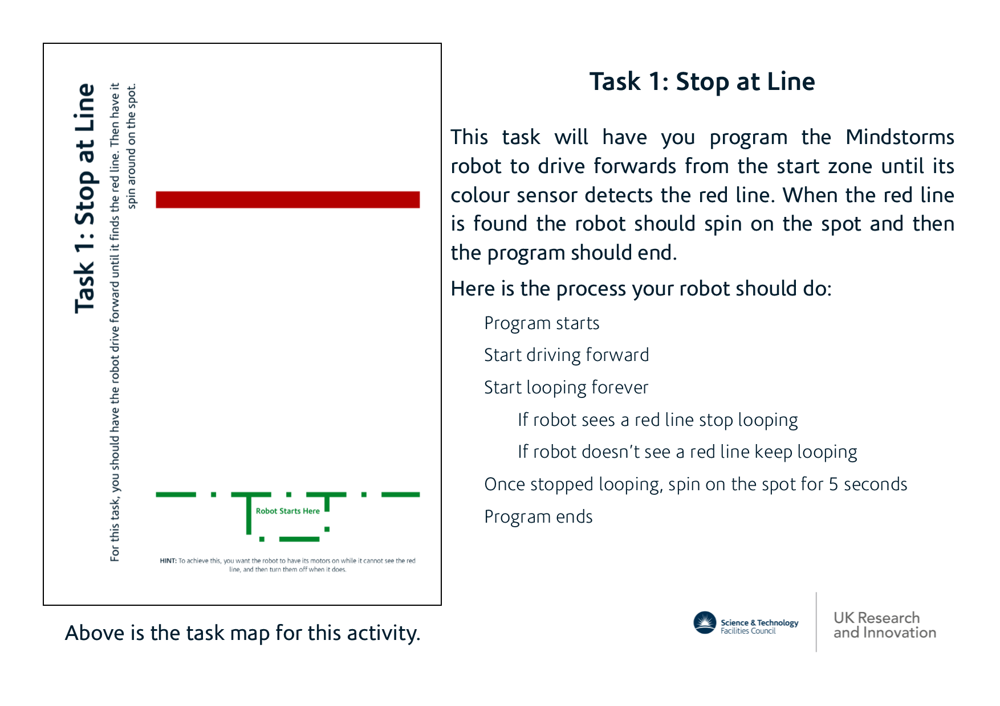 Task 1: Stop at Line
For this task, you should have the robot drive forward until it finds the red line. Then have it
spin around on the spot.
Robot Starts Here
HINT: To achieve this, you want the robot to have its motors on while it cannot see the red
line, and then turn them off when it does.
Above is the task map for this activity.
Task 1: Stop at Line
This task will have you program the Mindstorms
robot to drive forwards from the start zone until its
colour sensor detects the red line. When the red line
is found the robot should spin on the spot and then
the program should end.
Here is the process your robot should do:
Program starts
Start driving forward
Start looping forever
If robot sees a red line stop looping
If robot doesn’t see a red line keep looping
Once stopped looping, spin on the spot for 5 seconds
Program ends
Science & Technology
Facilities Council
UK Research
and Innovation